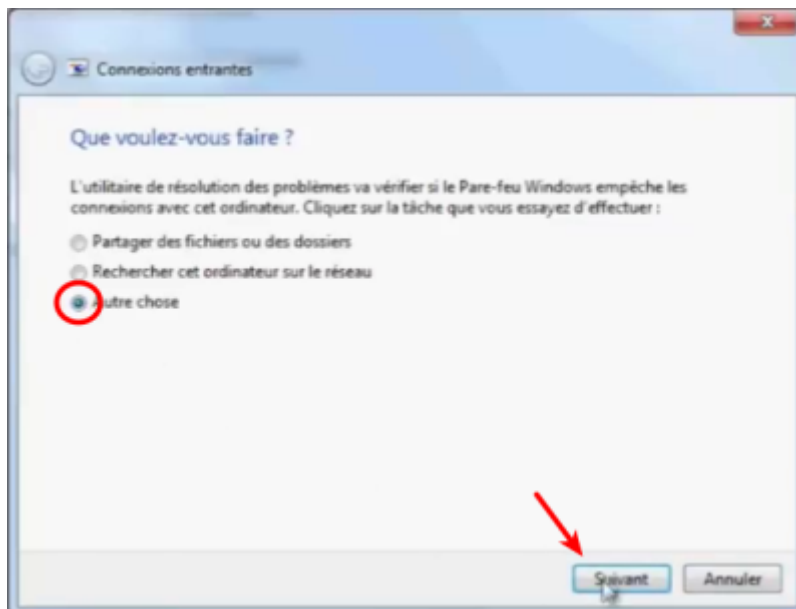 Connexions entrantes
Que voulez-vous faire ?
L'utilitaire de résolution des problèmes va vérifier si le Pare-feu Windows empêche les
connexions avec cet ordinateur. Cliquez sur la tâche que vous essayez d'effectuer :
Partager des fichiers ou des dossiers
Rechercher cet ordinateur sur le réseau
Autre chose
Suivant Annuler